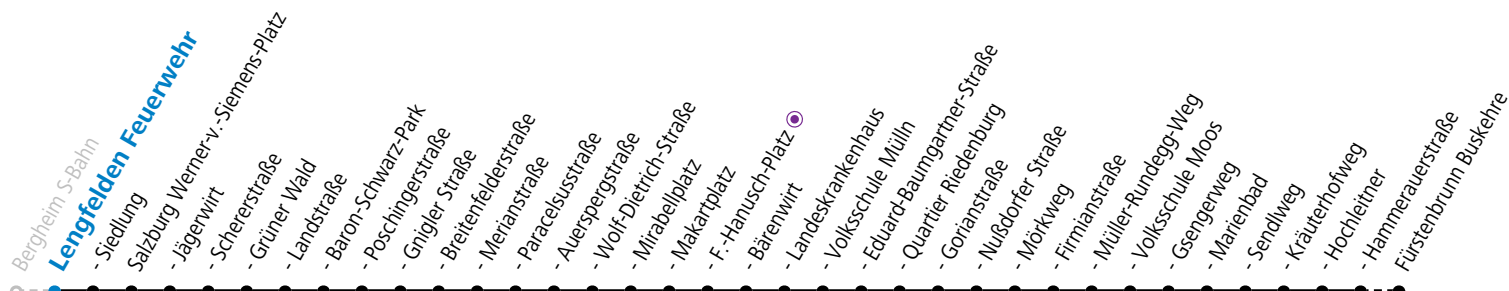 Bergheim S-Bahn
Lengfelden Feuerwehr
- Siedlung
Salzburg Werner-v.-Siemens-Platz
- Jägerwirt
- Schererstraße
- Grüner Wald
- Landstraße
- Baron-Schwarz-Park
- Poschingerstraße
- Gnigler Straße
- Breitenfelderstraße
- Merianstraße
- Paracelsusstraße
- Auerspergstraße
- Wolf-Dietrich-Straße
- Mirabellplatz
- Makartplatz
- F.-Hanusch-Platz
- Bärenwirt
- Landeskrankenhaus
- Volksschule Mülln
- Eduard-Baumgartner-Straße
- Quartier Riedenburg
- Gorianstraße
- Nußdorfer Straße
- Mörkweg
- Firmianstraße
- Müller-Rundegg-Weg
- Volksschule Moos
- Gsengerweg
- Marienbad
- Sendlweg
- Kräuterhofweg
- Hochleitner
- Hammerauerstraße
Fürstenbrunn Buskehre